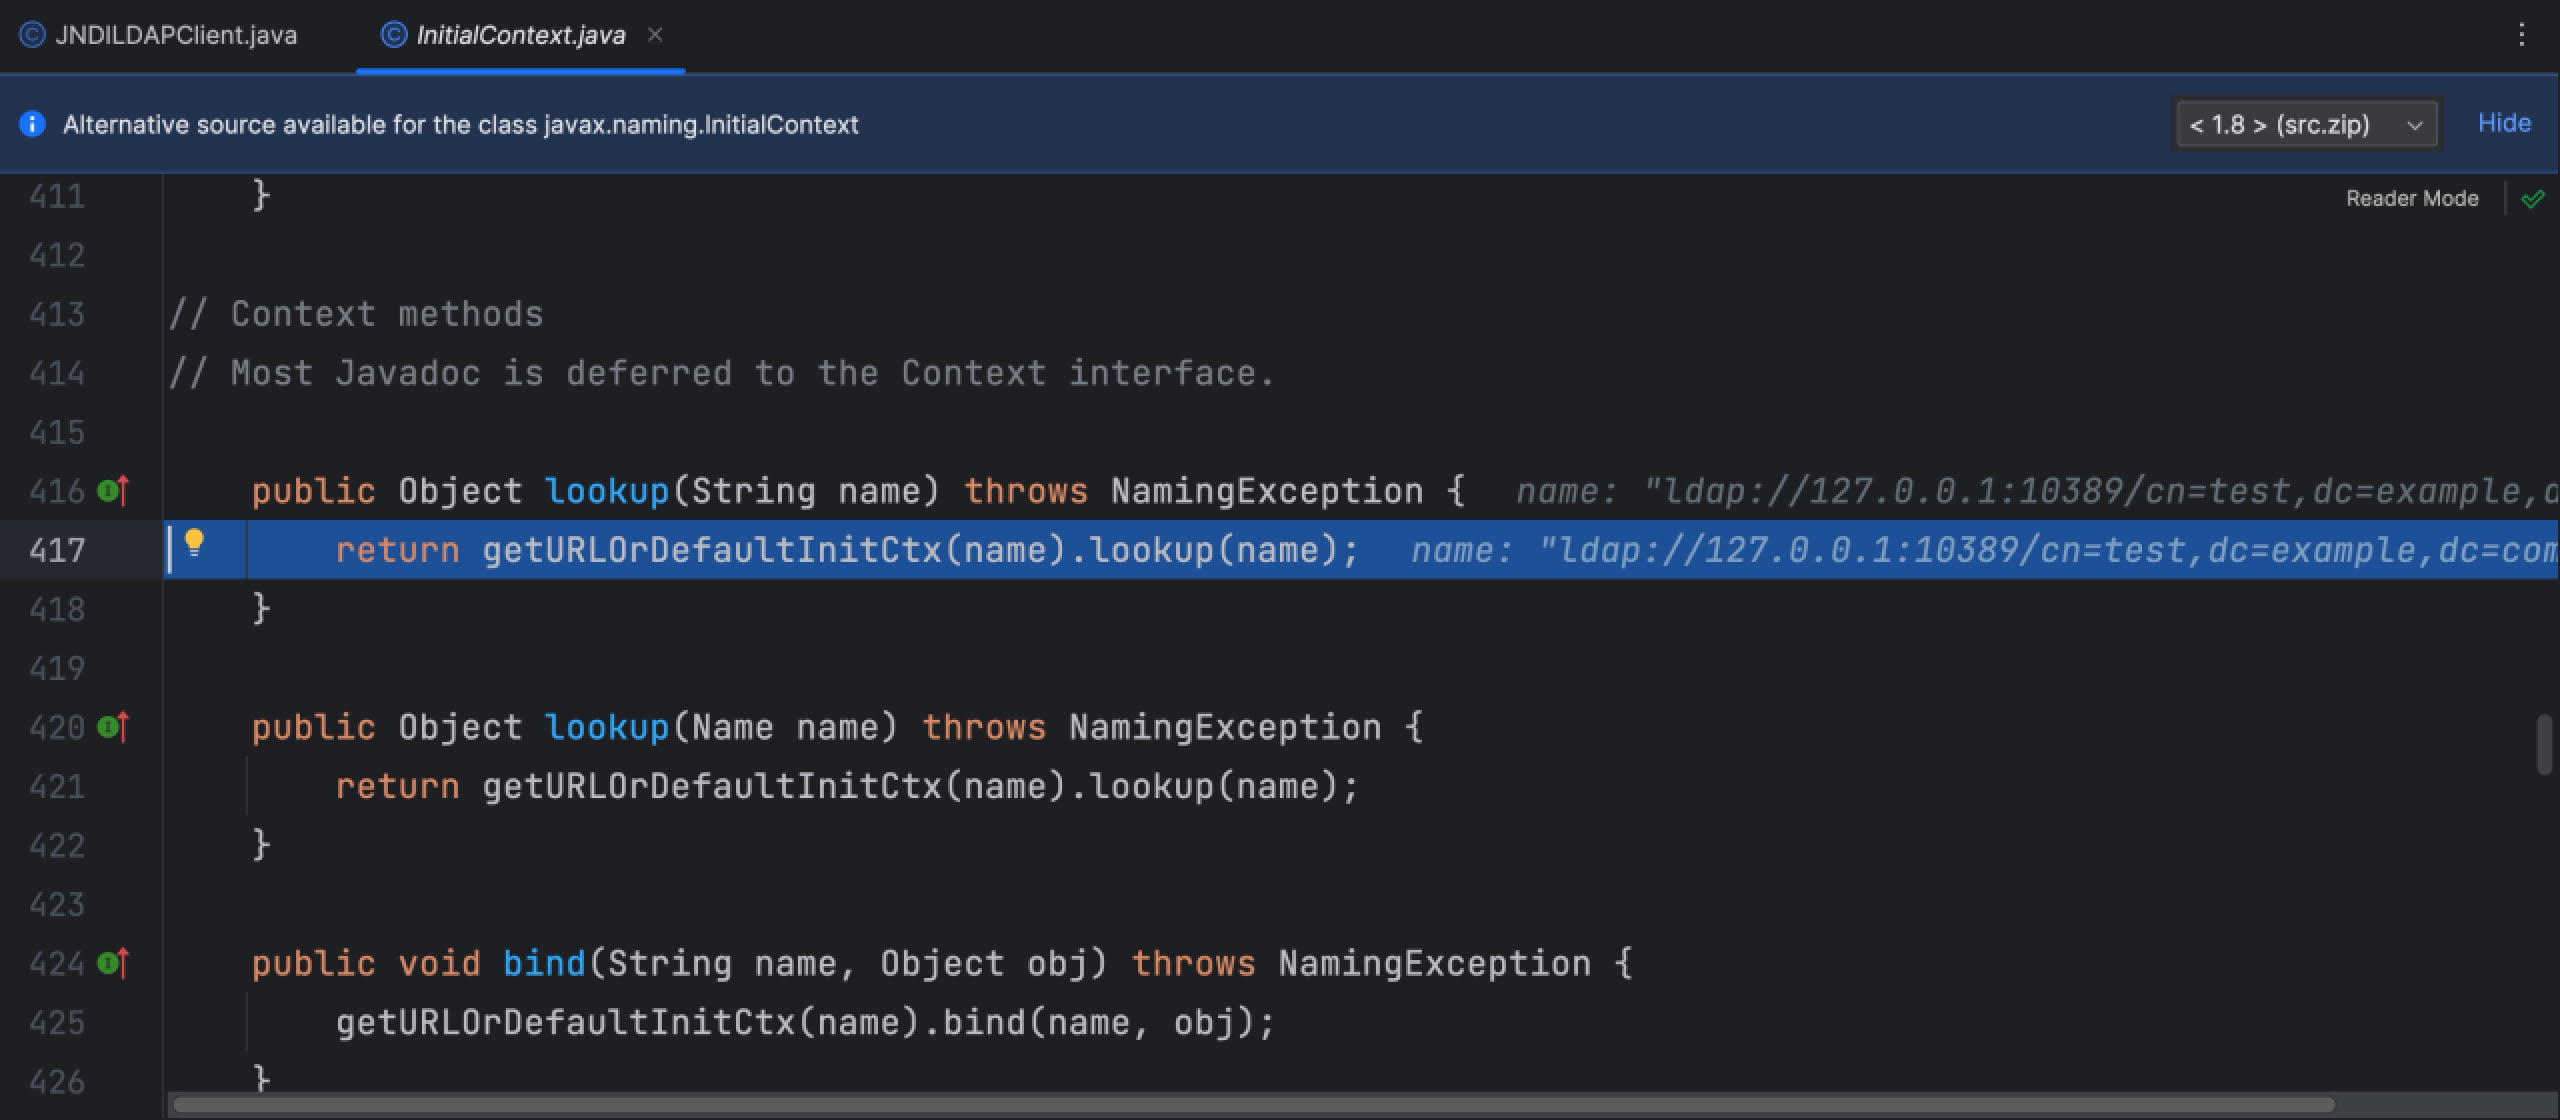 JNDILDAPClient.java InitialContext.java
Alternative source available for the class javax.naming.InitialContext < 1.8 > (src.zip) Hide
411 } Reader Mode
412
413 // Context methods
414 // Most Javadoc is deferred to the Context interface.
415
416 public Object lookup(String name) throws NamingException { name: "ldap://127.0.0.1:10389/cn=test,dc=example,d
417 return getURLOrDefaultInitCtx(name).lookup(name); name: "ldap://127.0.0.1:10389/cn=test,dc=example,dc=com
418 }
419
420 public Object lookup(Name name) throws NamingException {
421 return getURLOrDefaultInitCtx(name).lookup(name);
422 }
423
424 public void bind(String name, Object obj) throws NamingException {
425 getURLOrDefaultInitCtx(name).bind(name, obj);
426 }